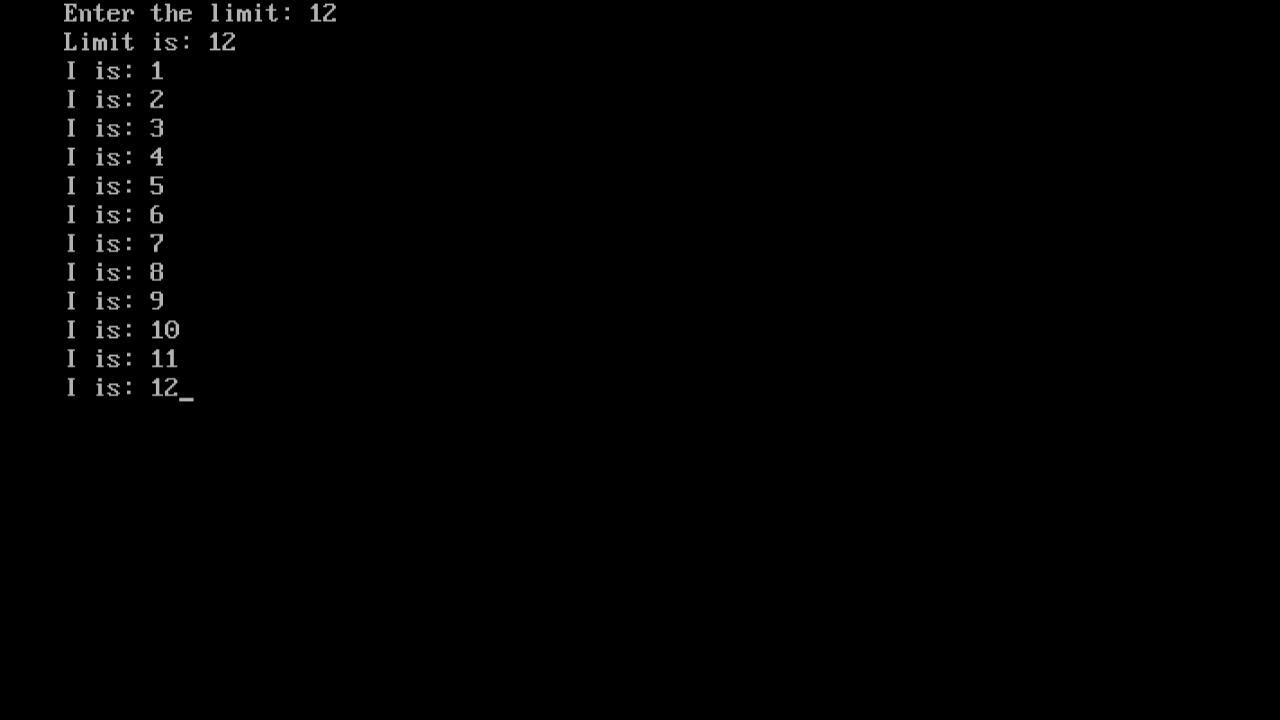 Enter the limit: 12
Limit is: 12
I is: 1
I is: 2
I is: 3
I is: 4
I is: 5
I is: 6
I is: 7
I is: 8
I is: 9
I is: 10
I is: 11
I is: 12_